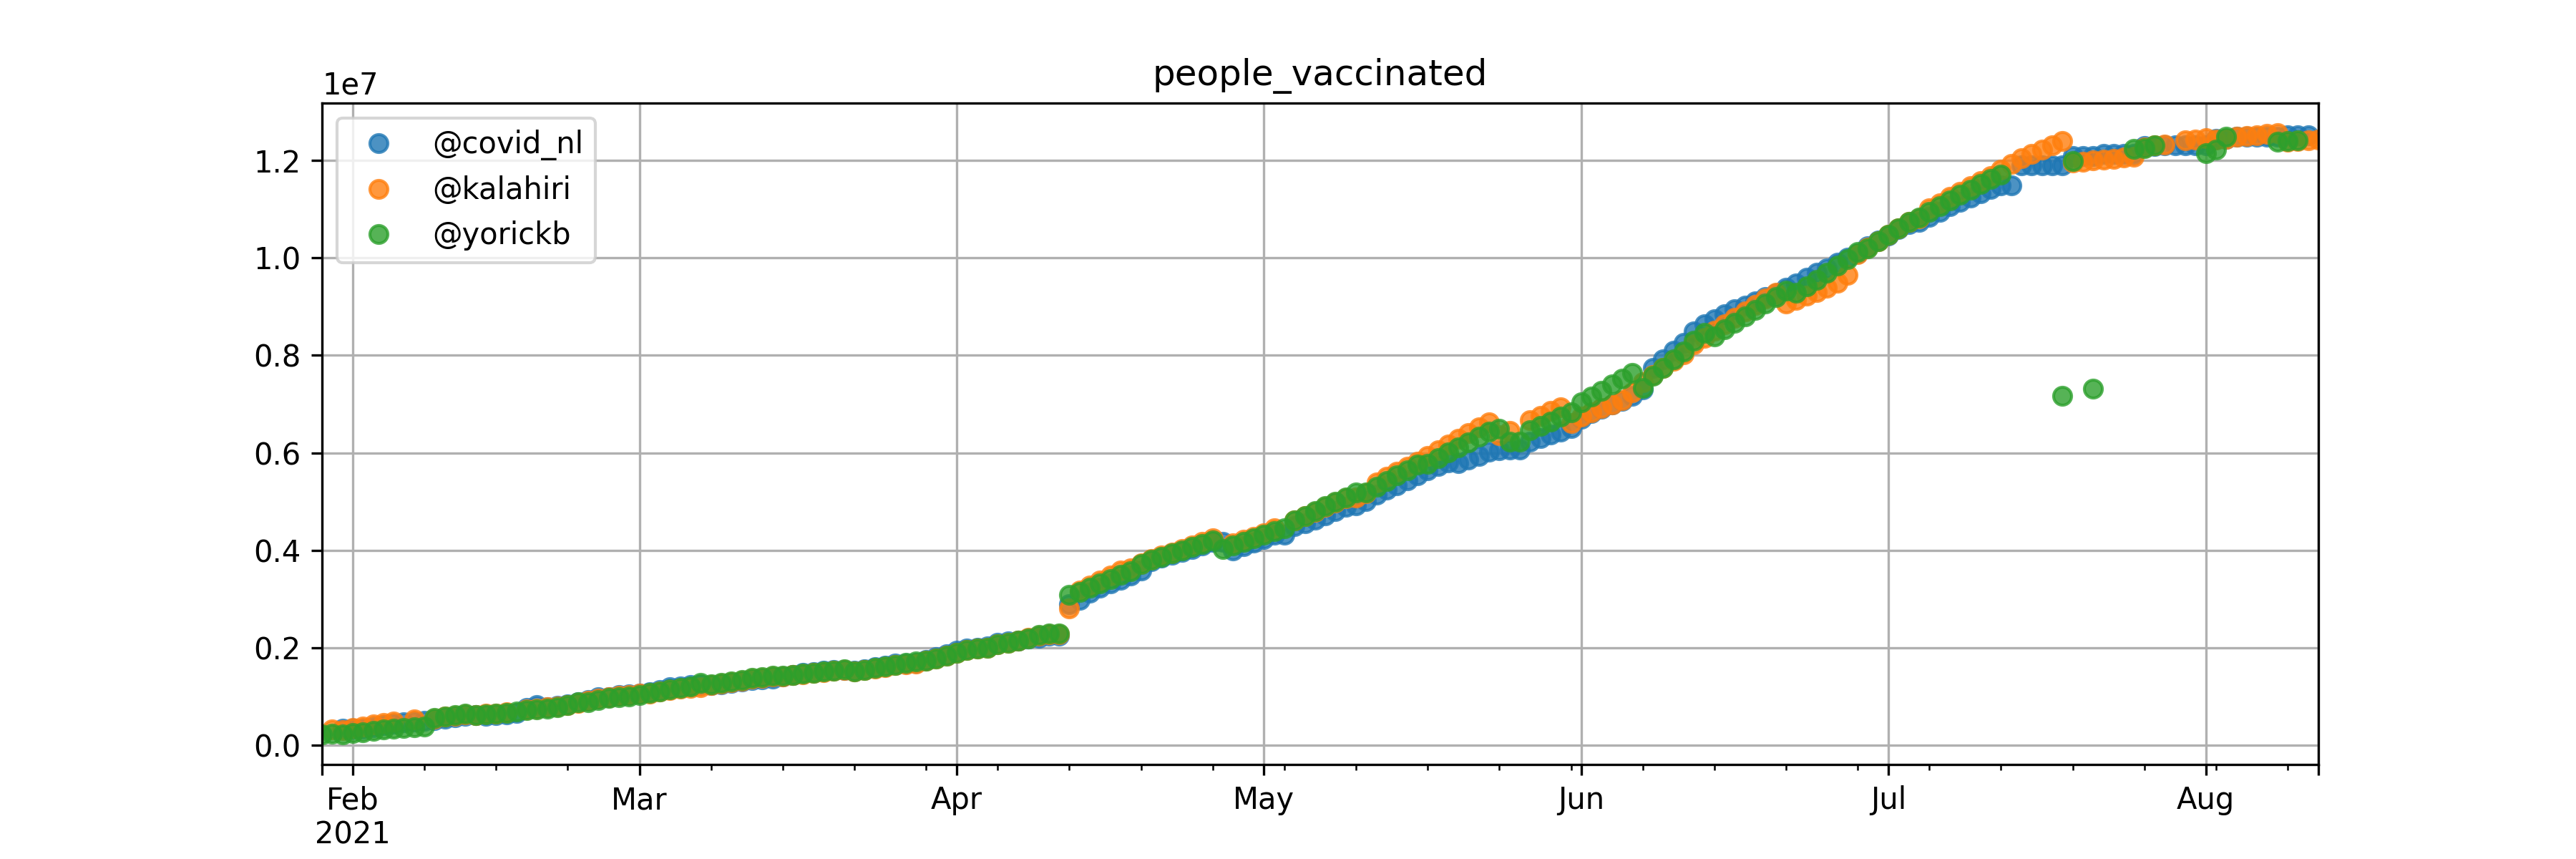 people_vaccinated
1e7
@covid_nl
@kalahiri
@yorickb
1.2
1.0
0.8
0.6
0.4
0.2
0.0
Feb Mar Apr May Jun Jul Aug
2021